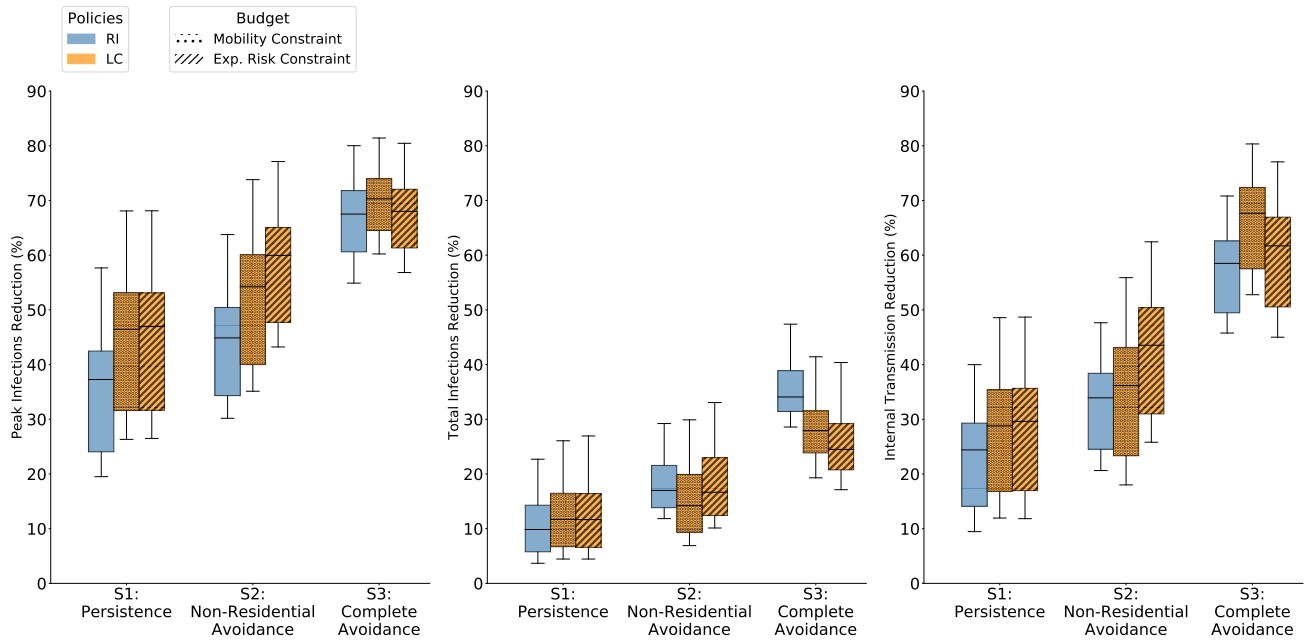 Policies
RI
LC
Budget
Mobility Constraint
Exp. Risk Constraint
Peak Infections Reduction (%)
90
80
70
60
50
40
30
20
10
0
S1:
Persistence
S2:
Non-Residential
Avoidance
S3:
Complete
Avoidance
Total Infections Reduction (%)
90
80
70
60
50
40
30
20
10
0
S1:
Persistence
S2:
Non-Residential
Avoidance
S3:
Complete
Avoidance
Internal Transmission Reduction (%)
90
80
70
60
50
40
30
20
10
0
S1:
Persistence
S2:
Non-Residential
Avoidance
S3:
Complete
Avoidance